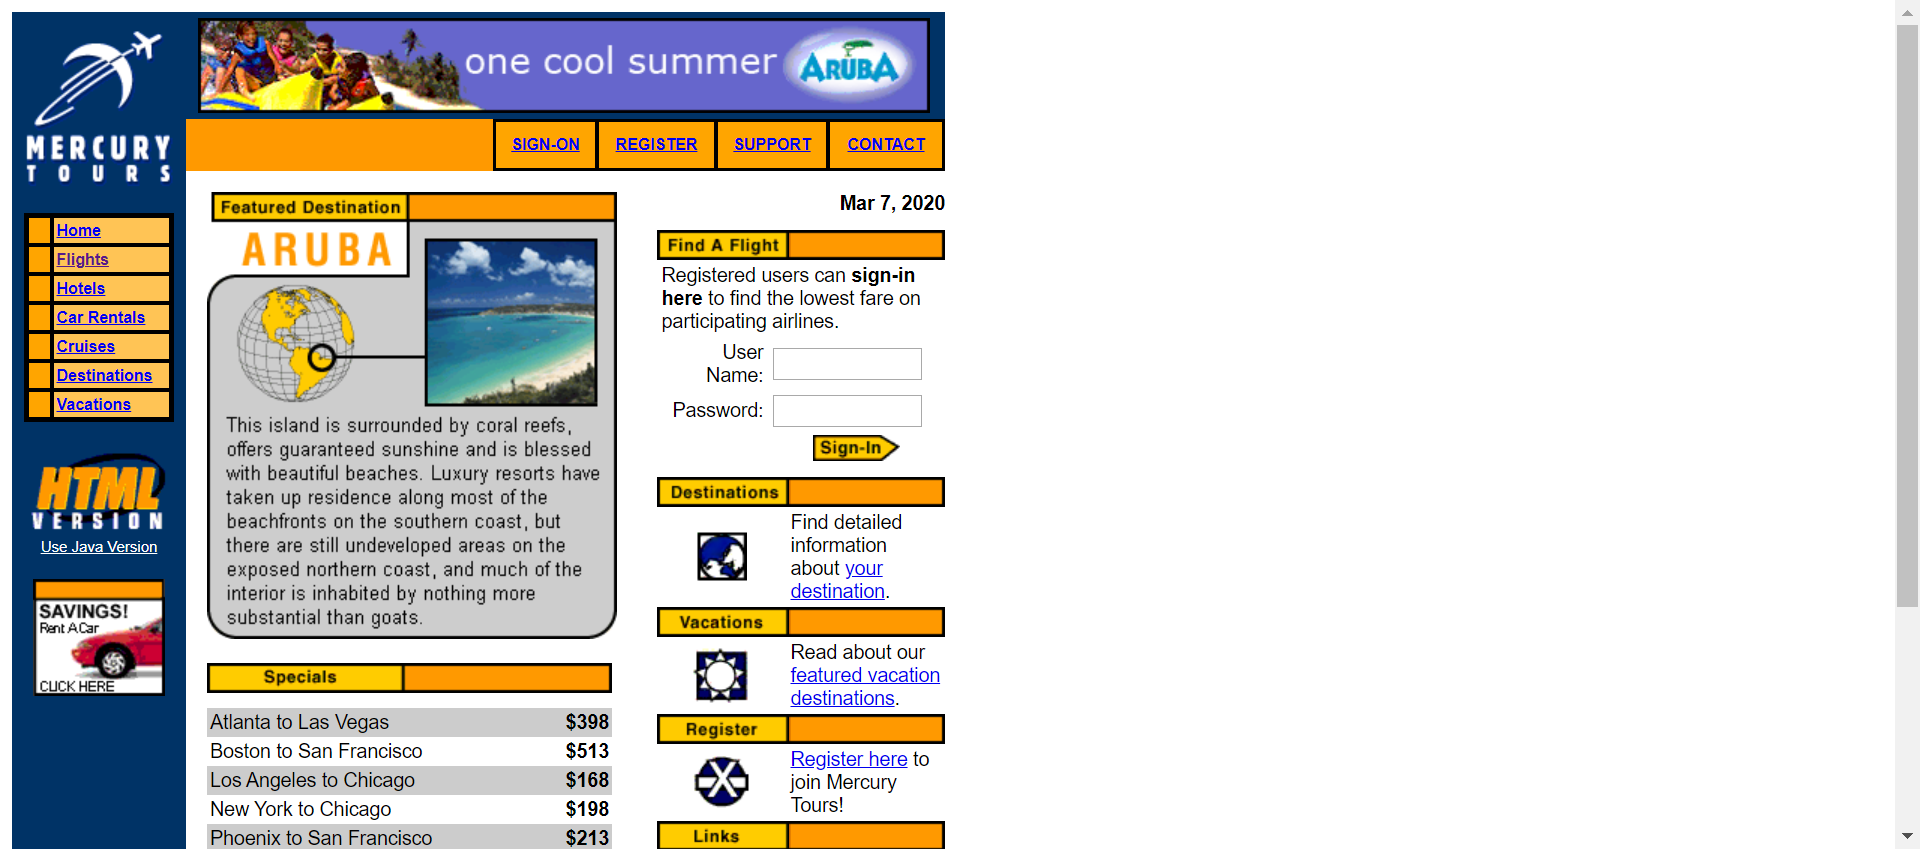 one cool summer
ARUBA
MERCURY
TOURS
SIGN-ON
REGISTER
SUPPORT
CONTACT
Home
Flights
Hotels
Car Rentals
Cruises
Destinations
Vacations
HTML
VERSION
Use Java Version
SAVINGS!
Rent A Car
CLICK HERE
Featured Destination
ARUBA
This island is surrounded by coral reefs,
offers guaranteed sunshine and is blessed
with beautiful beaches. Luxury resorts have
taken up residence along most of the
beachfronts on the southern coast, but
there are still undeveloped areas on the
exposed northern coast, and much of the
interior is inhabited by nothing more
substantial than goats.
Specials
Atlanta to Las Vegas $398
Boston to San Francisco $513
Los Angeles to Chicago $168
New York to Chicago $198
Phoenix to San Francisco $213
Mar 7, 2020
Find A Flight
Registered users can sign-in
here to find the lowest fare on
participating airlines.
User
Name:
Password:
Sign-In
Destinations
Find detailed
information
about your
destination.
Vacations
Read about our
featured vacation
destinations.
Register
Register here to
join Mercury
Tours!
Links